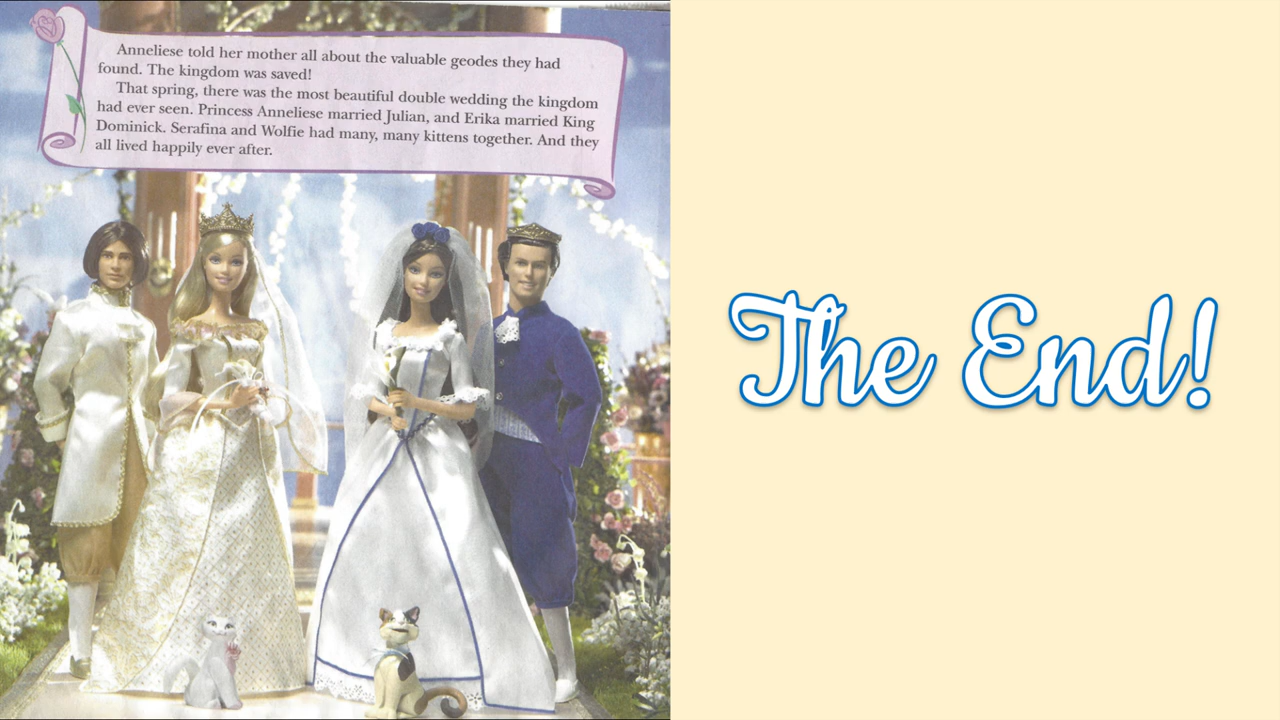 Anneliese told her mother all about the valuable geodes they had
found. The kingdom was saved!
That spring, there was the most beautiful double wedding the kingdom
had ever seen. Princess Anneliese married Julian, and Erika married King
Dominick. Serafina and Wolfie had many, many kittens together. And they
all lived happily ever after.
The End!